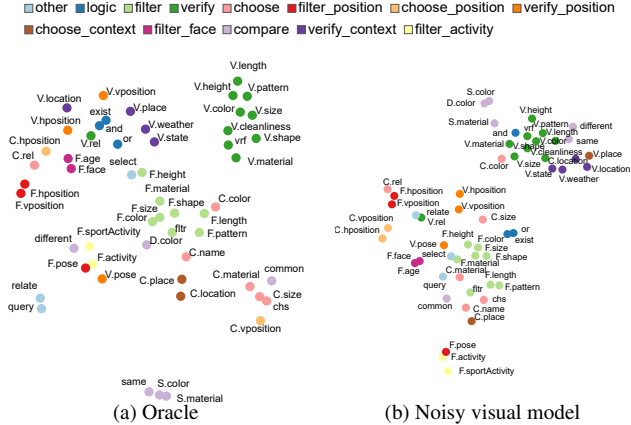 other logic filter verify choose filter_position choose_position verify_position
choose_context filter_face compare verify_context filter_activity
V.length
V.height V.pattern
V.location V.vposition
V.place
exist
V.color V.size
V.hposition and V.weather V.cleanliness
C.hposition V.rel or V.state vrf V.shape
C.rel F.age select V.material
F.face F.height
F.hposition F.material
F.vposition F.size F.shape C.color
F.color F.length
F.sportActivity fltr F.pattern
different D.color
F.activity C.name
F.pose V.pose C.place C.material common
relate C.location C.size
query chs
C.vposition
same S.color
S.material
(a) Oracle
S.color
D.color
V.height
S.material vrf V.pattern
and V.length different
V.material V.shape V.color same
V.cleanliness
C.color V.size C.location V.place
V.state V.location
V.weather
C.rel
F.hposition V.hposition
F.vposition
relate V.vposition
C.vposition V.rel C.size
C.hposition or
F.height F.color exist
V.pose F.size
F.face select F.shape
F.age F.material
query C.material F.length
fltr F.pattern
common chs
C.name
C.place
F.pose
F.activity
F.sportActivity
(b) Noisy visual model